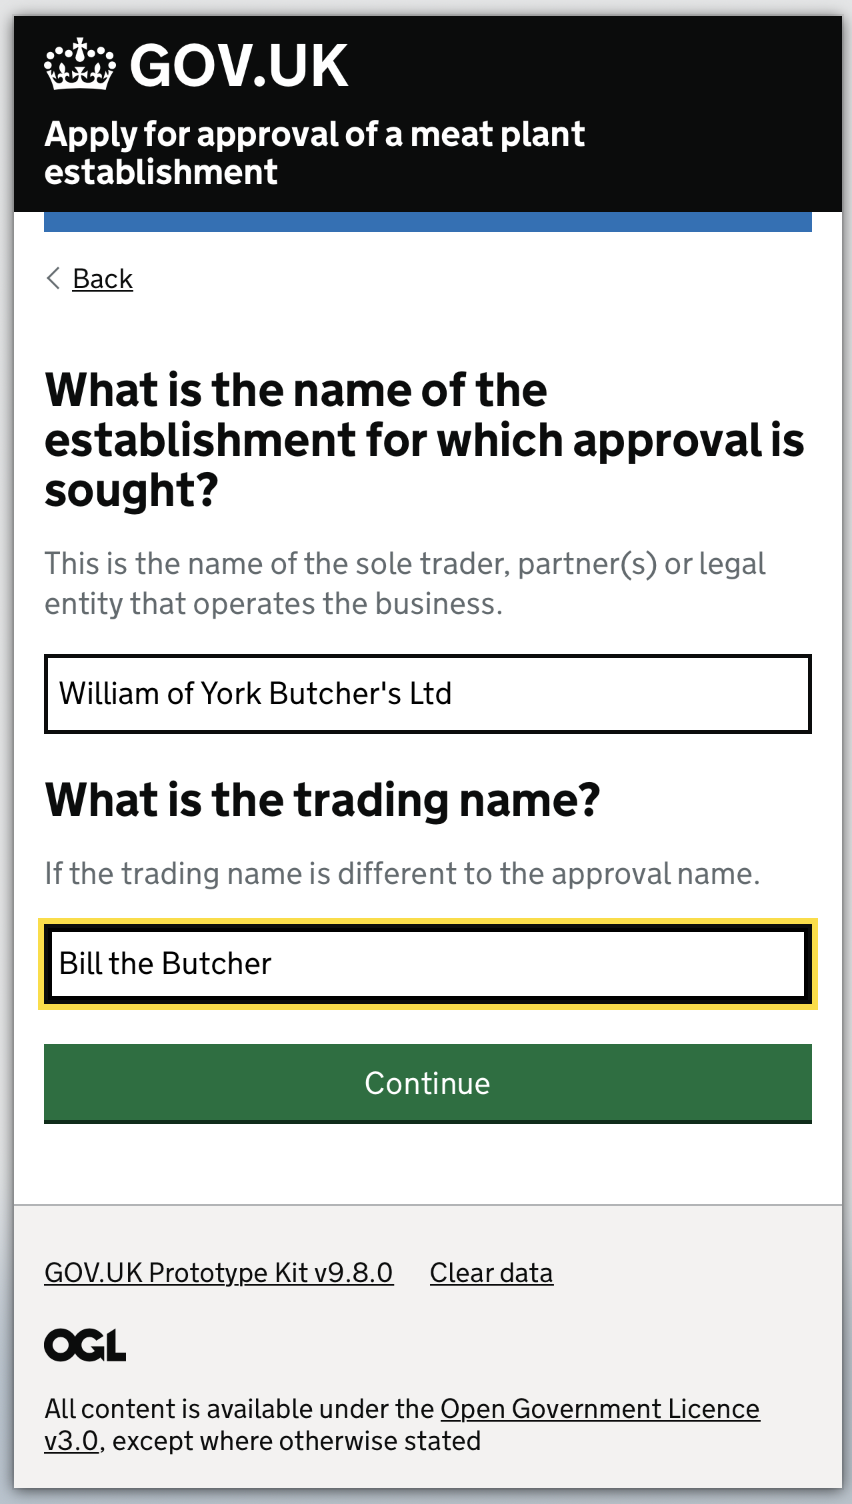 GOV.UK
Apply for approval of a meat plant
establishment
Back
What is the name of the
establishment for which approval is
sought?
This is the name of the sole trader, partner(s) or legal
entity that operates the business.
William of York Butcher's Ltd
What is the trading name?
If the trading name is different to the approval name.
Bill the Butcher
Continue
GOV.UK Prototype Kit v9.8.0 Clear data
OGL
All content is available under the Open Government Licence
v3.0, except where otherwise stated